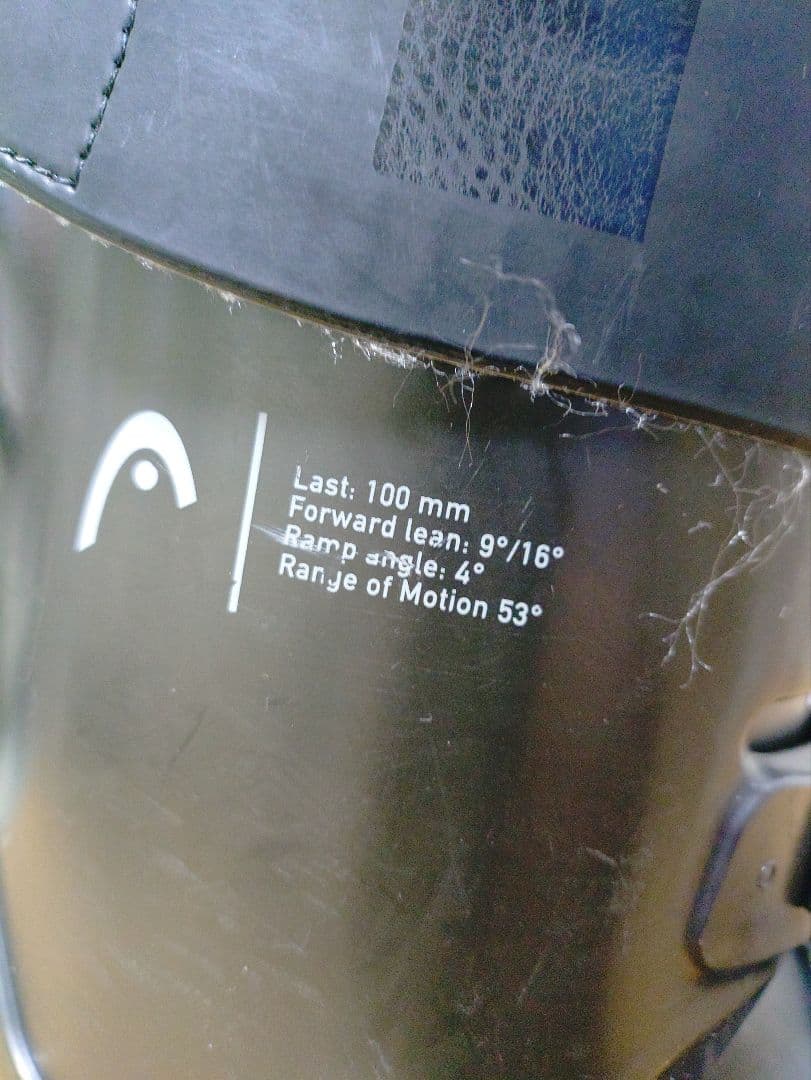 Last: 100 mm
Forward lean: 9°/16°
Ramp angle: 4°
Range of Motion 53°